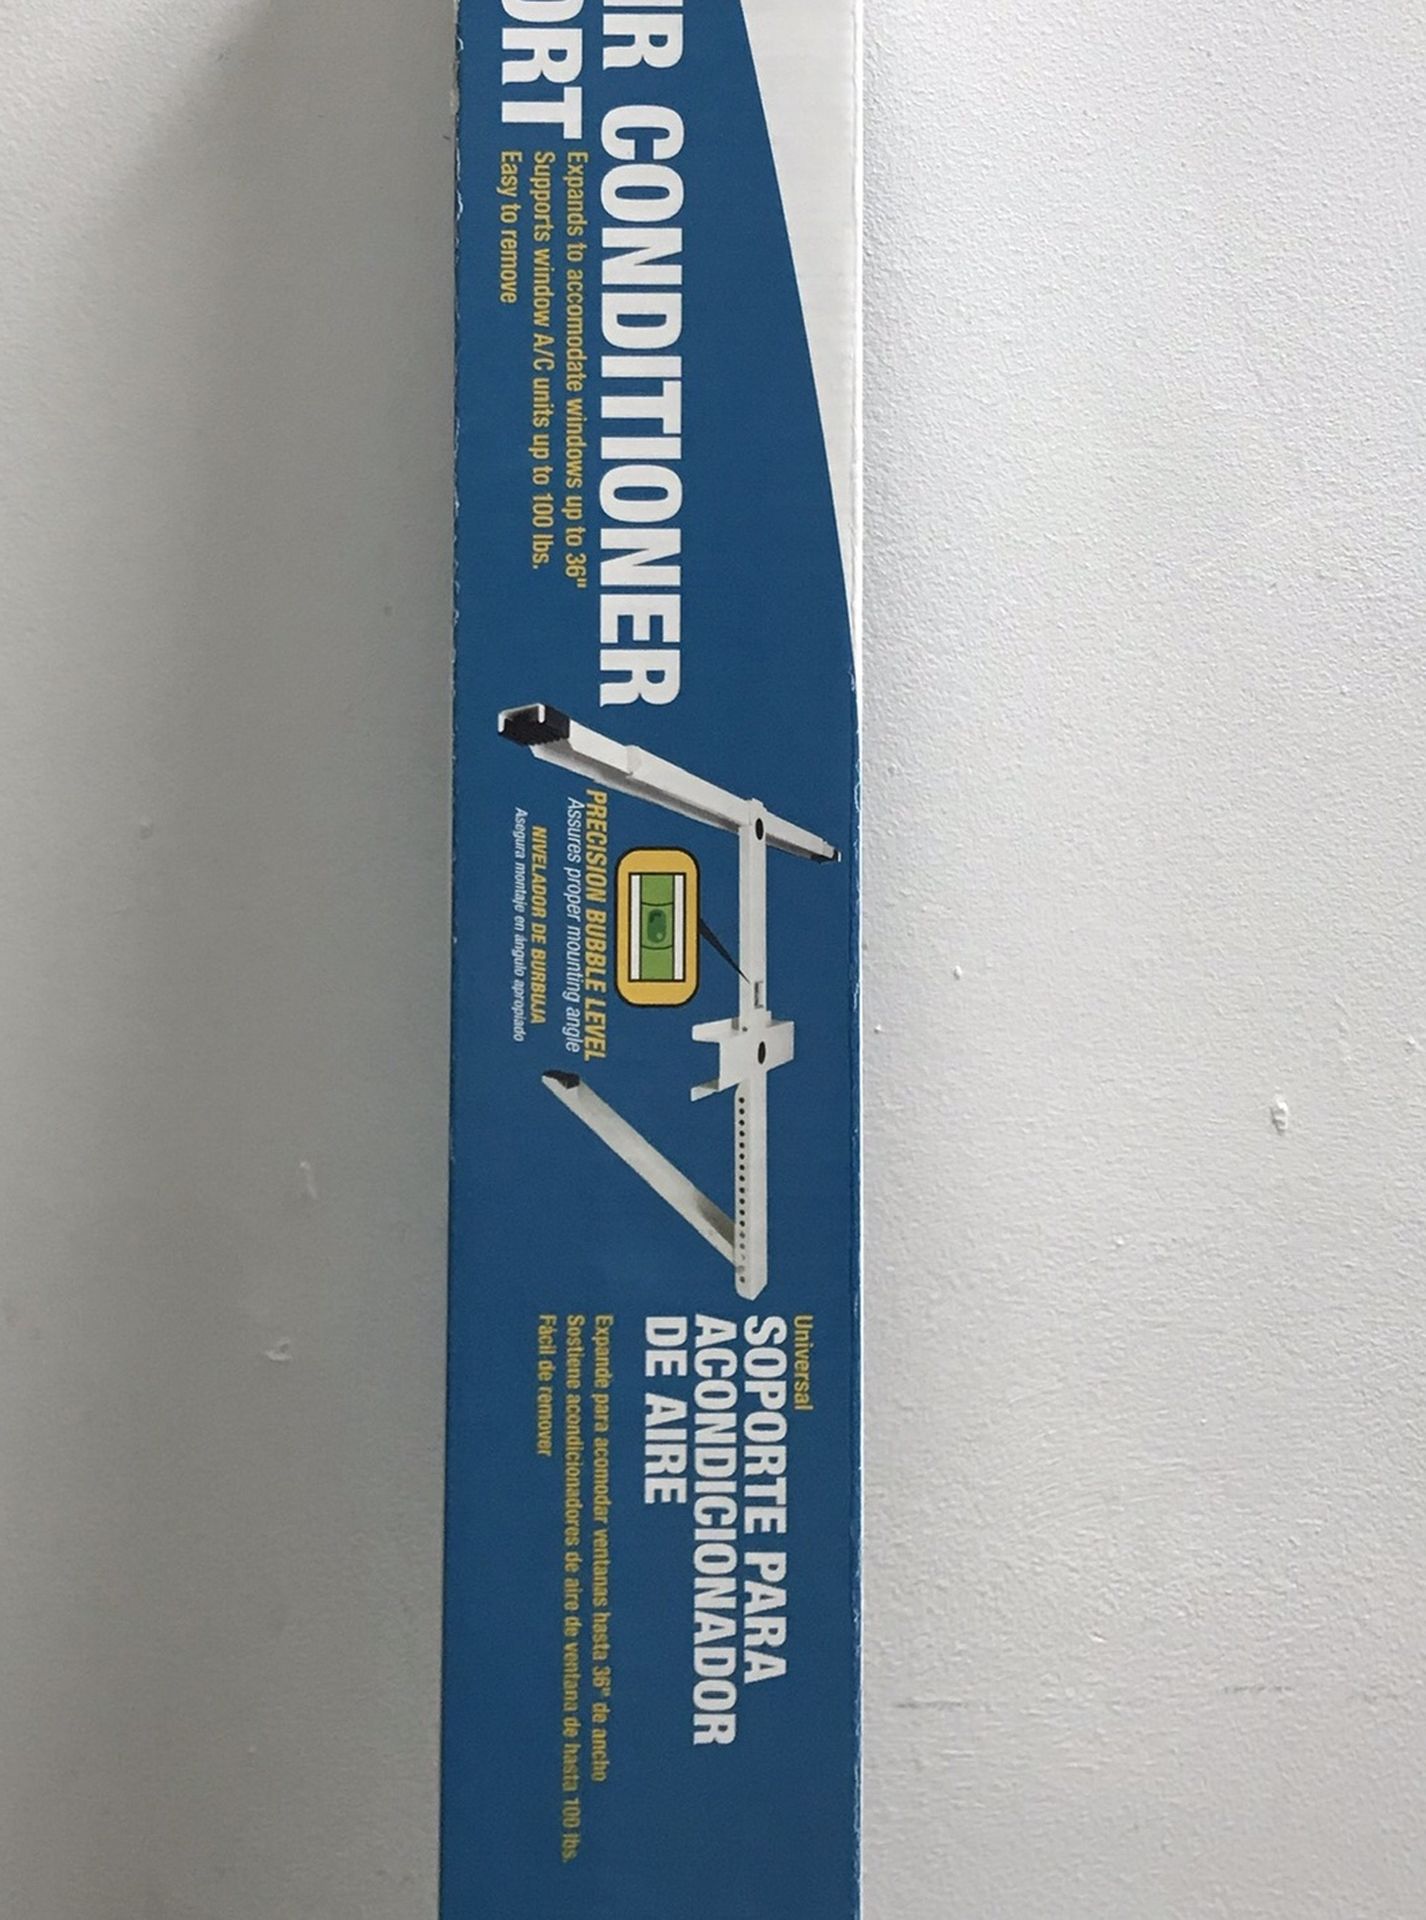 CONDITIONER
Expands to accomodate windows up to 36"
Supports window A/C units up to 100 lbs.
Easy to remove
PRECISION BUBBLE LEVEL
Assures proper mounting angle
NIVELADOR DE BURBUJA
Asegura montaje en ángulo apropiado
Universal
SOPORTE PARA
ACONDICIONADOR
DE AIRE
Expande para acomodar ventanas hasta 36" de ancho
Sostiene acondicionadores de aire de ventana de hasta 100 lbs.
Fácil de remover